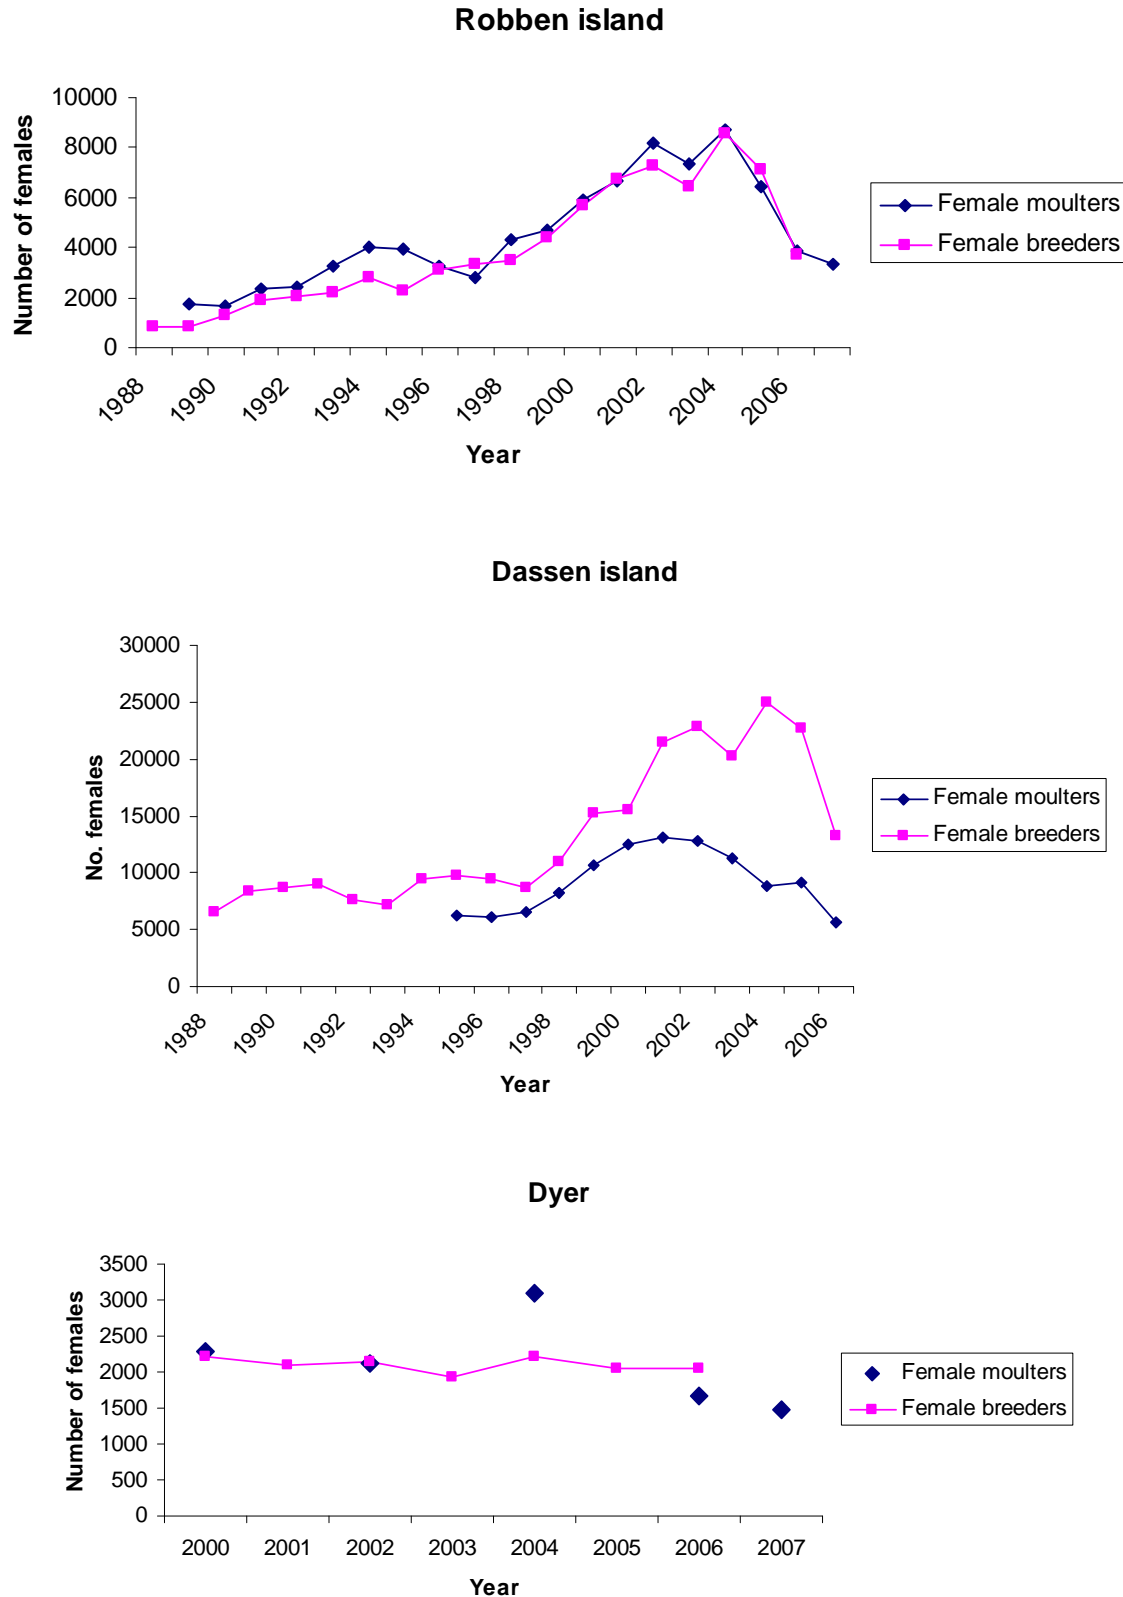 Robben island
10000
8000
6000
4000
2000
0
Number of females
1988 1990 1992 1994 1996 1998 2000 2002 2004 2006
Year
Female moulters
Female breeders
Dassen island
30000
25000
20000
15000
10000
5000
0
No. females
1988 1990 1992 1994 1996 1998 2000 2002 2004 2006
Year
Female moulters
Female breeders
Dyer
3500
3000
2500
2000
1500
1000
500
0
Number of females
2000 2001 2002 2003 2004 2005 2006 2007
Year
Female moulters
Female breeders